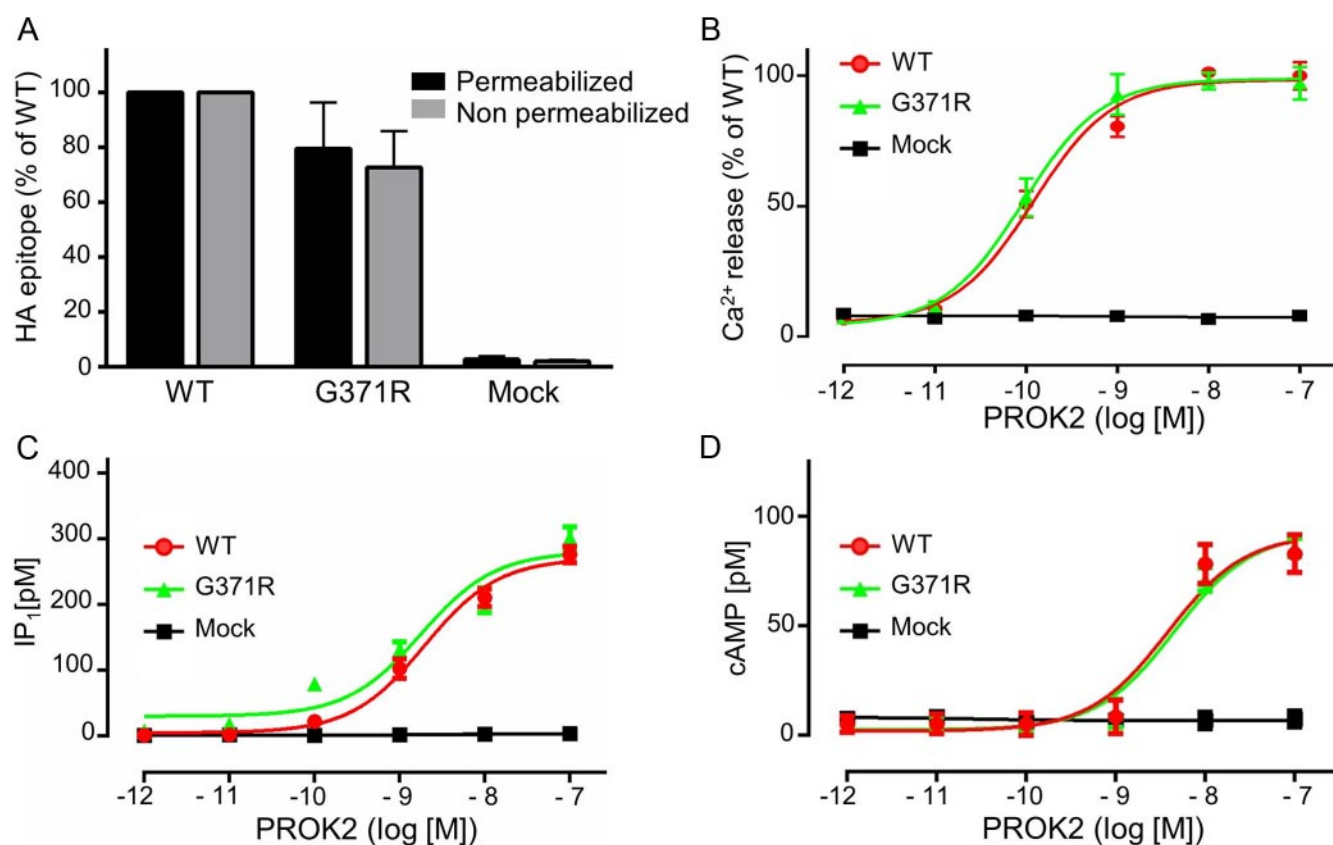 A
HA epitope (% of WT)
100
80
60
40
20
0
Permeabilized
Non permeabilized
WT G371R Mock
B
Ca²⁺ release (% of WT)
100
50
0
WT
G371R
Mock
-12 - 11 -10 - 9 - 8 - 7
PROK2 (log [M])
C
IP₁[pM]
400
300
200
100
0
WT
G371R
Mock
-12 - 11 -10 - 9 - 8 - 7
PROK2 (log [M])
D
cAMP [pM]
100
50
0
WT
G371R
Mock
-12 - 11 -10 - 9 - 8 - 7
PROK2 (log [M])